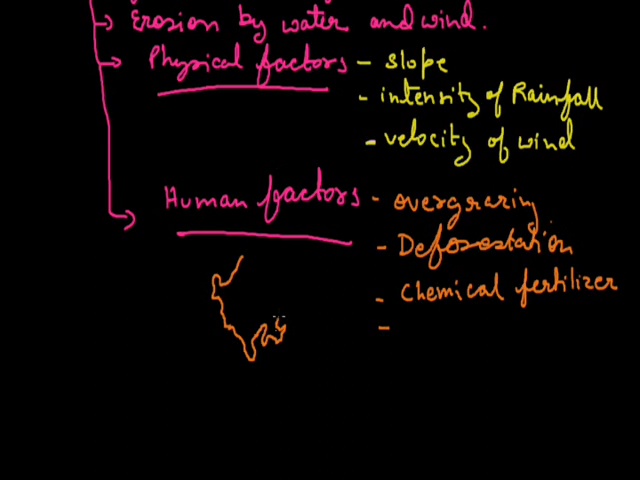 Erosion by water and wind.
Physical factors - slope
- intensity of Rainfall
- velocity of wind
Human factors - overgrazing
- Deforestation
- Chemical fertilizer
-